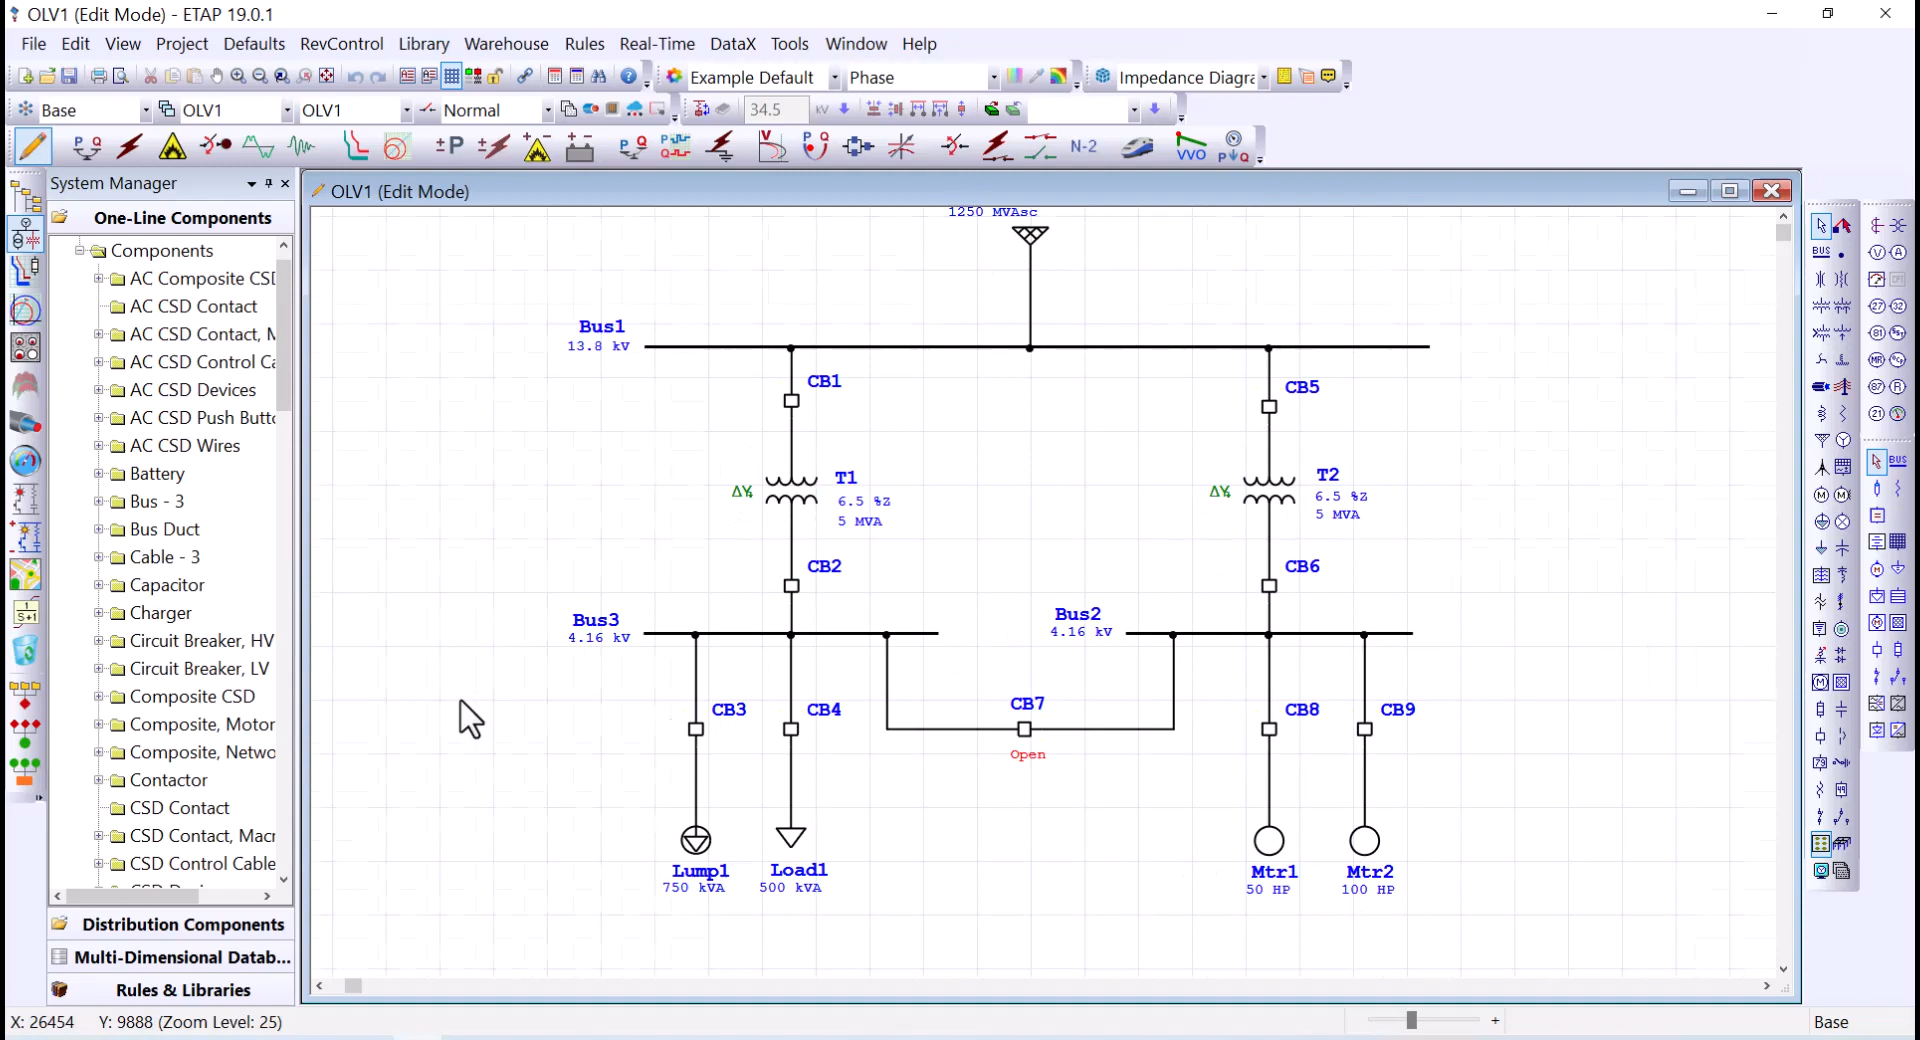 OLV1 (Edit Mode) - ETAP 19.0.1
File Edit View Project Defaults RevControl Library Warehouse Rules Real-Time DataX Tools Window Help
Example Default Phase Impedance Diagra
Base OLV1 OLV1 Normal 34.5 kV
N-2 VVO
System Manager
One-Line Components
Components
AC Composite CSD
AC CSD Contact
AC CSD Contact, M
AC CSD Control Ca
AC CSD Devices
AC CSD Push Butto
AC CSD Wires
Battery
Bus - 3
Bus Duct
Cable - 3
Capacitor
Charger
Circuit Breaker, HV
Circuit Breaker, LV
Composite CSD
Composite, Motor
Composite, Netwo
Contactor
CSD Contact
CSD Contact, Macr
CSD Control Cable
Distribution Components
Multi-Dimensional Datab...
Rules & Libraries
OLV1 (Edit Mode)
1250 MVAsc
Bus1
13.8 kV
CB1
CB5
T1
6.5 %Z
5 MVA
T2
6.5 %Z
5 MVA
CB2
CB6
Bus3
4.16 kV
Bus2
4.16 kV
CB3
CB4
CB7
Open
CB8
CB9
Lump1
750 kVA
Load1
500 kVA
Mtr1
50 HP
Mtr2
100 HP
X: 26454 Y: 9888 (Zoom Level: 25)
Base